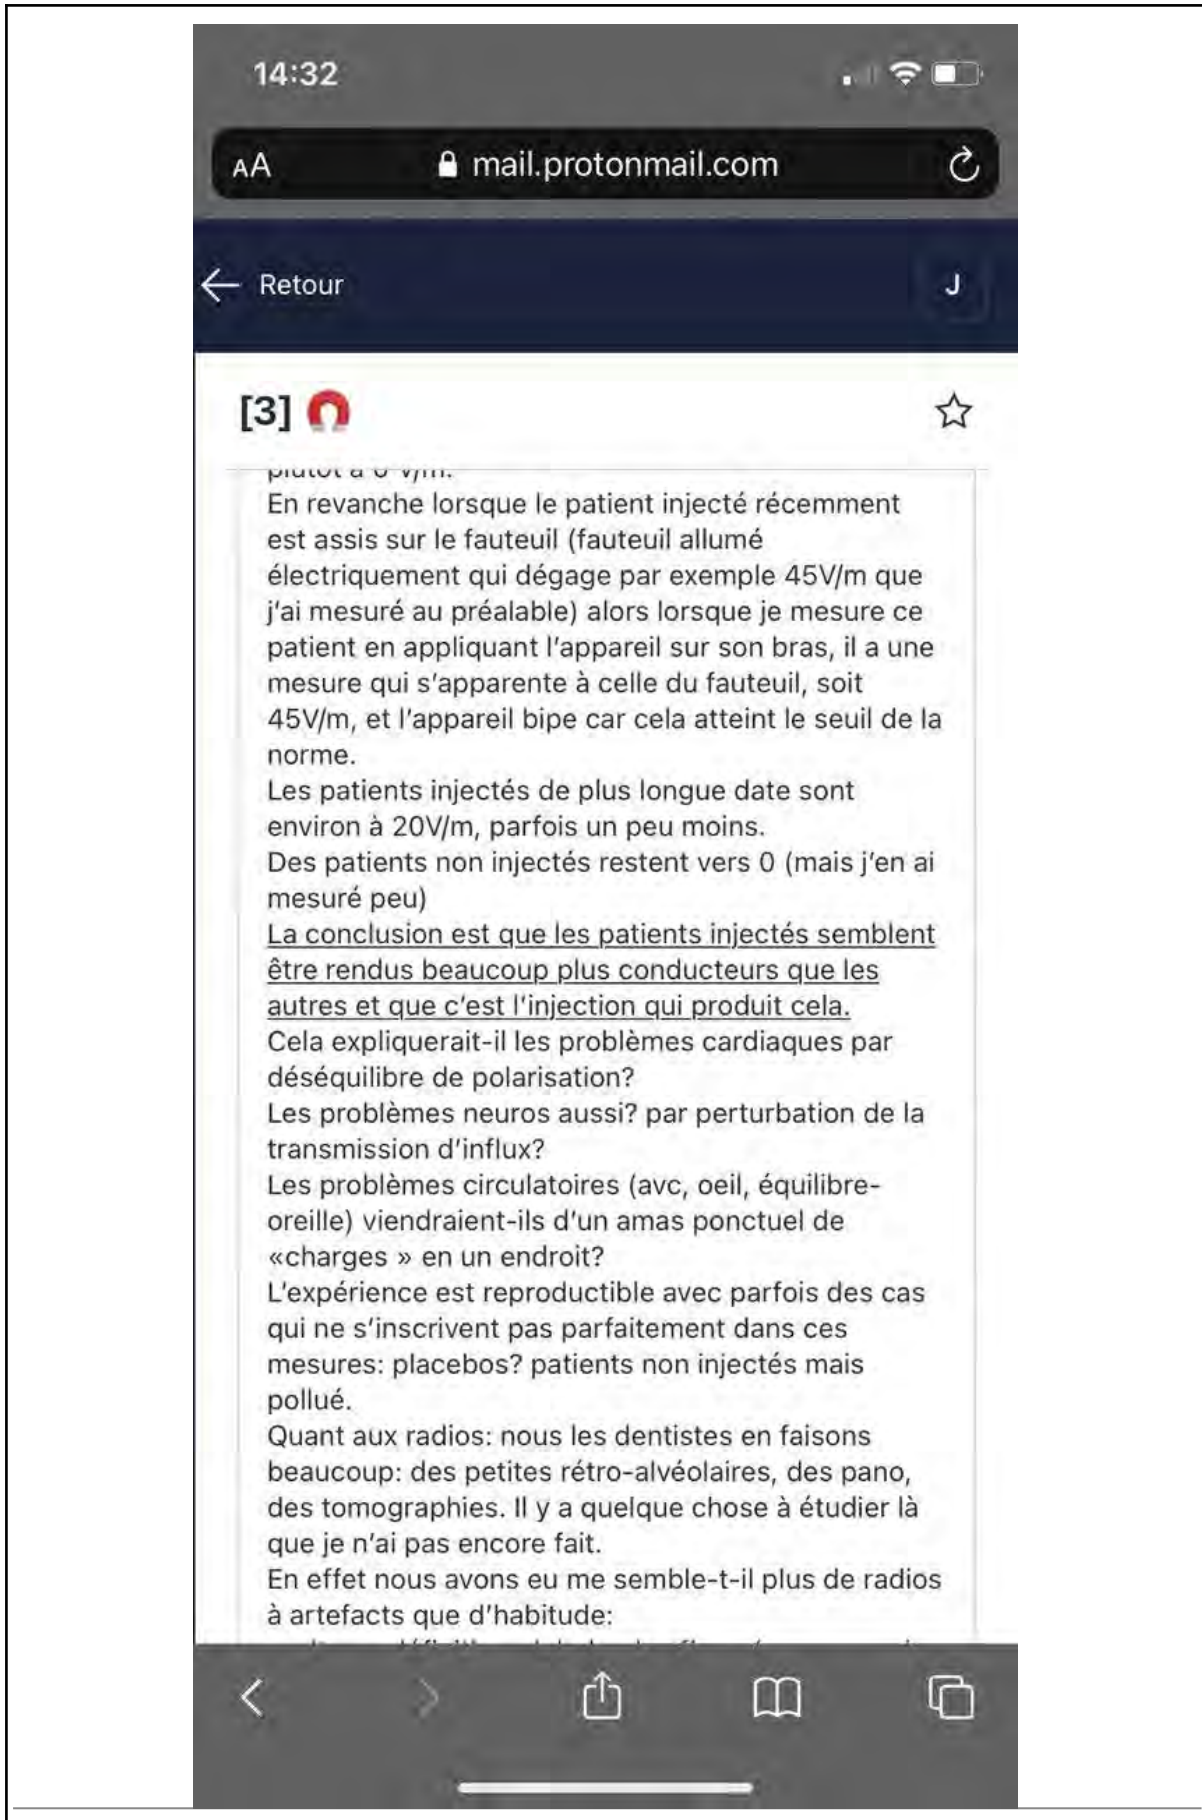 14:32
AA mail.protonmail.com
Retour J
[3]
plutôt à 0 V/m.
En revanche lorsque le patient injecté récemment
est assis sur le fauteuil (fauteuil allumé
électriquement qui dégage par exemple 45V/m que
j'ai mesuré au préalable) alors lorsque je mesure ce
patient en appliquant l'appareil sur son bras, il a une
mesure qui s'apparente à celle du fauteuil, soit
45V/m, et l'appareil bipe car cela atteint le seuil de la
norme.
Les patients injectés de plus longue date sont
environ à 20V/m, parfois un peu moins.
Des patients non injectés restent vers 0 (mais j'en ai
mesuré peu)
La conclusion est que les patients injectés semblent
être rendus beaucoup plus conducteurs que les
autres et que c'est l'injection qui produit cela.
Cela expliquerait-il les problèmes cardiaques par
déséquilibre de polarisation?
Les problèmes neuros aussi? par perturbation de la
transmission d'influx?
Les problèmes circulatoires (avc, oeil, équilibre-
oreille) viendraient-ils d'un amas ponctuel de
«charges » en un endroit?
L'expérience est reproductible avec parfois des cas
qui ne s'inscrivent pas parfaitement dans ces
mesures: placebos? patients non injectés mais
pollué.
Quant aux radios: nous les dentistes en faisons
beaucoup: des petites rétro-alvéolaires, des pano,
des tomographies. Il y a quelque chose à étudier là
que je n'ai pas encore fait.
En effet nous avons eu me semble-t-il plus de radios
à artefacts que d'habitude: